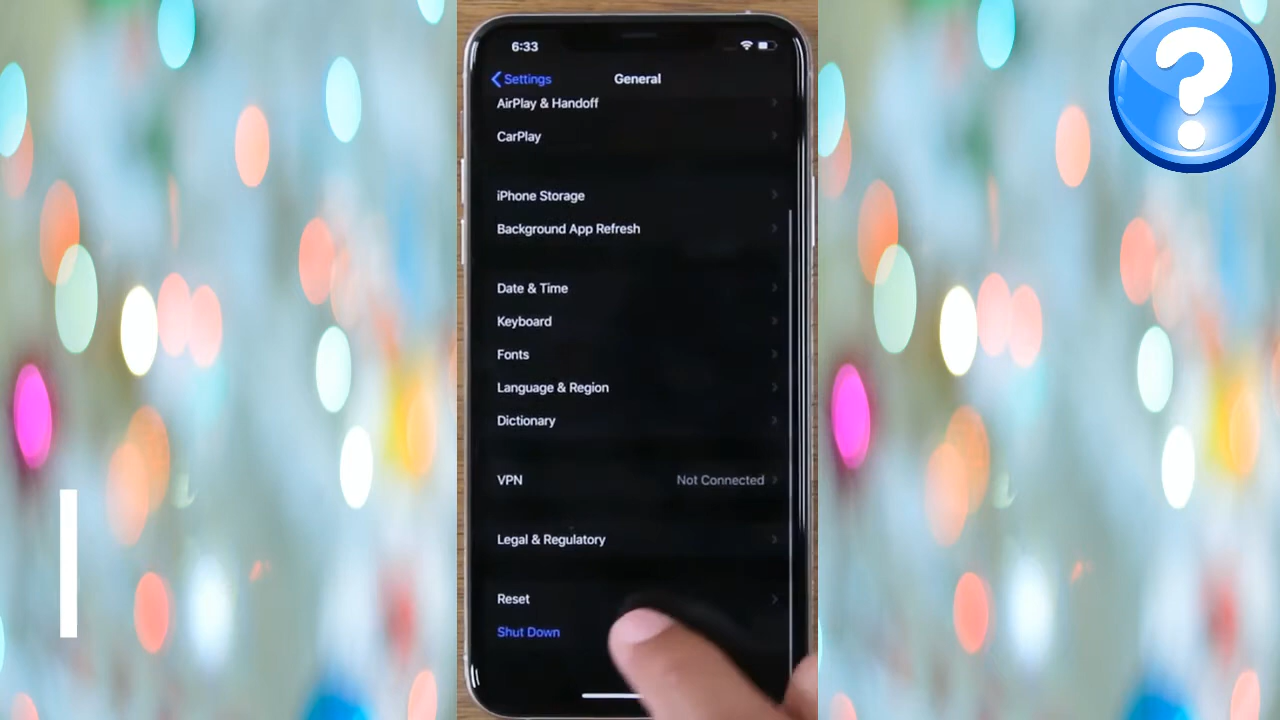 6:33
Settings
General
AirPlay & Handoff
CarPlay
iPhone Storage
Background App Refresh
Date & Time
Keyboard
Fonts
Language & Region
Dictionary
VPN Not Connected
Legal & Regulatory
Reset
Shut Down
?